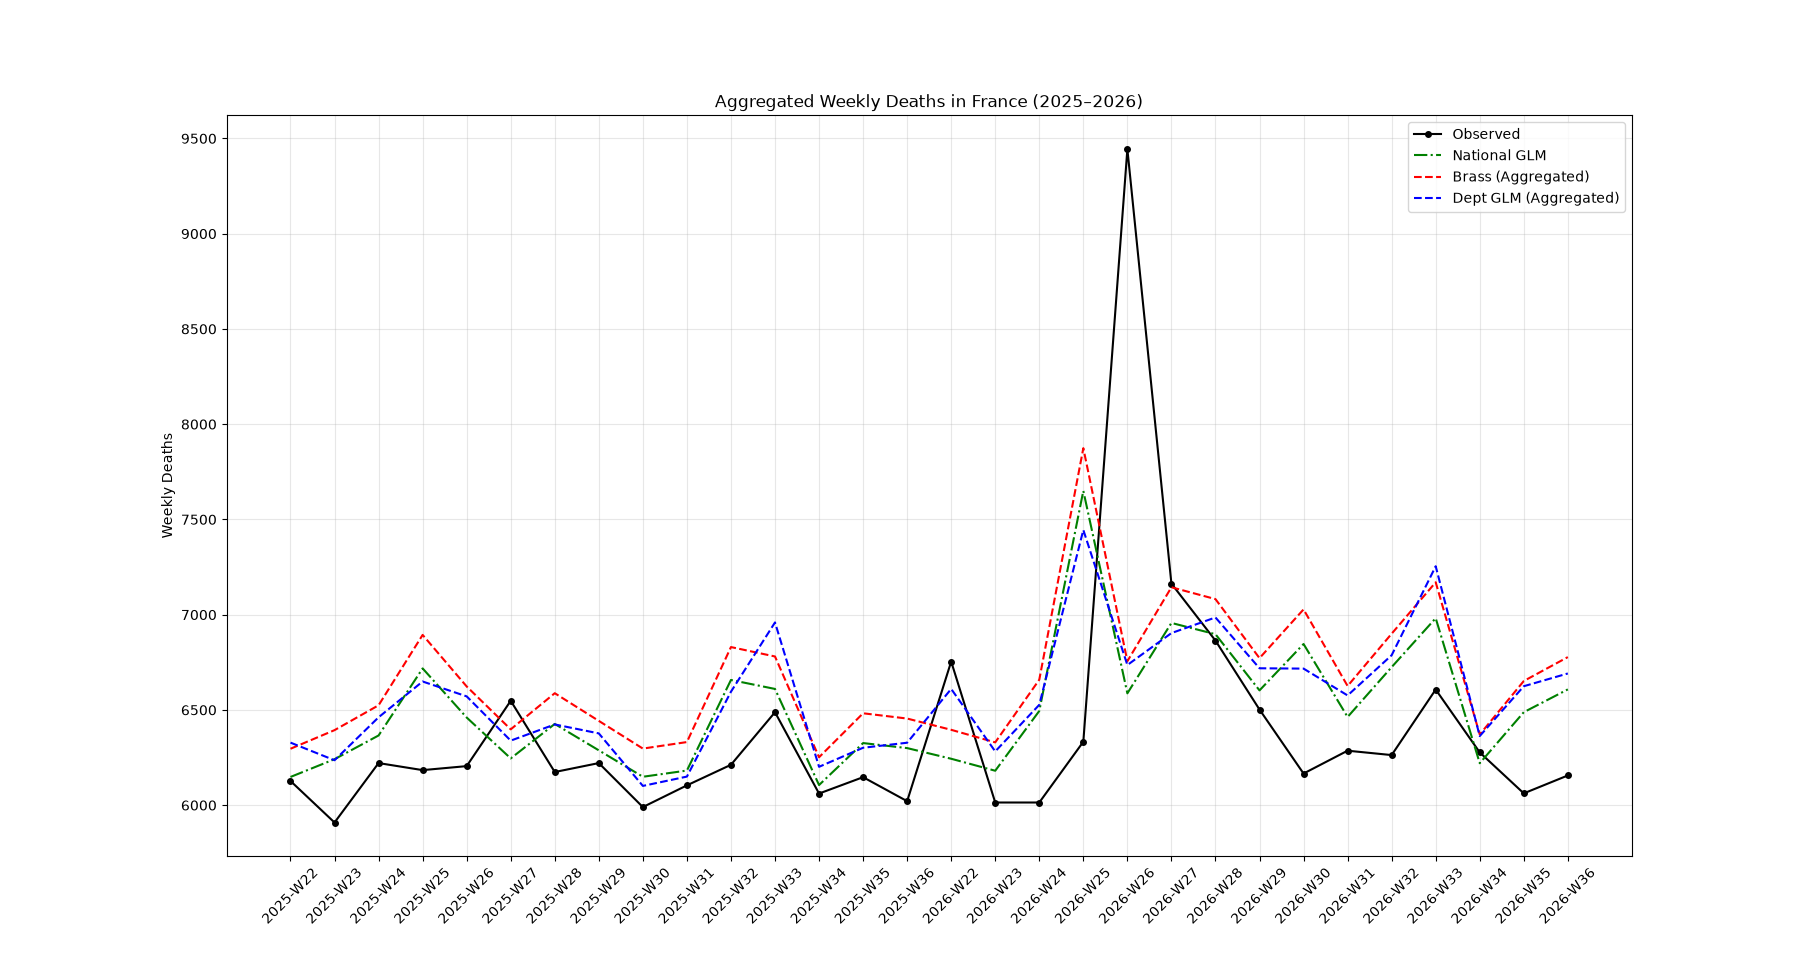 Aggregated Weekly Deaths in France (2025–2026)
Observed
National GLM
Brass (Aggregated)
Dept GLM (Aggregated)
Weekly Deaths
9500
9000
8500
8000
7500
7000
6500
6000
2025-W22
2025-W23
2025-W24
2025-W25
2025-W26
2025-W27
2025-W28
2025-W29
2025-W30
2025-W31
2025-W32
2025-W33
2025-W34
2025-W35
2025-W36
2026-W22
2026-W23
2026-W24
2026-W25
2026-W26
2026-W27
2026-W28
2026-W29
2026-W30
2026-W31
2026-W32
2026-W33
2026-W34
2026-W35
2026-W36